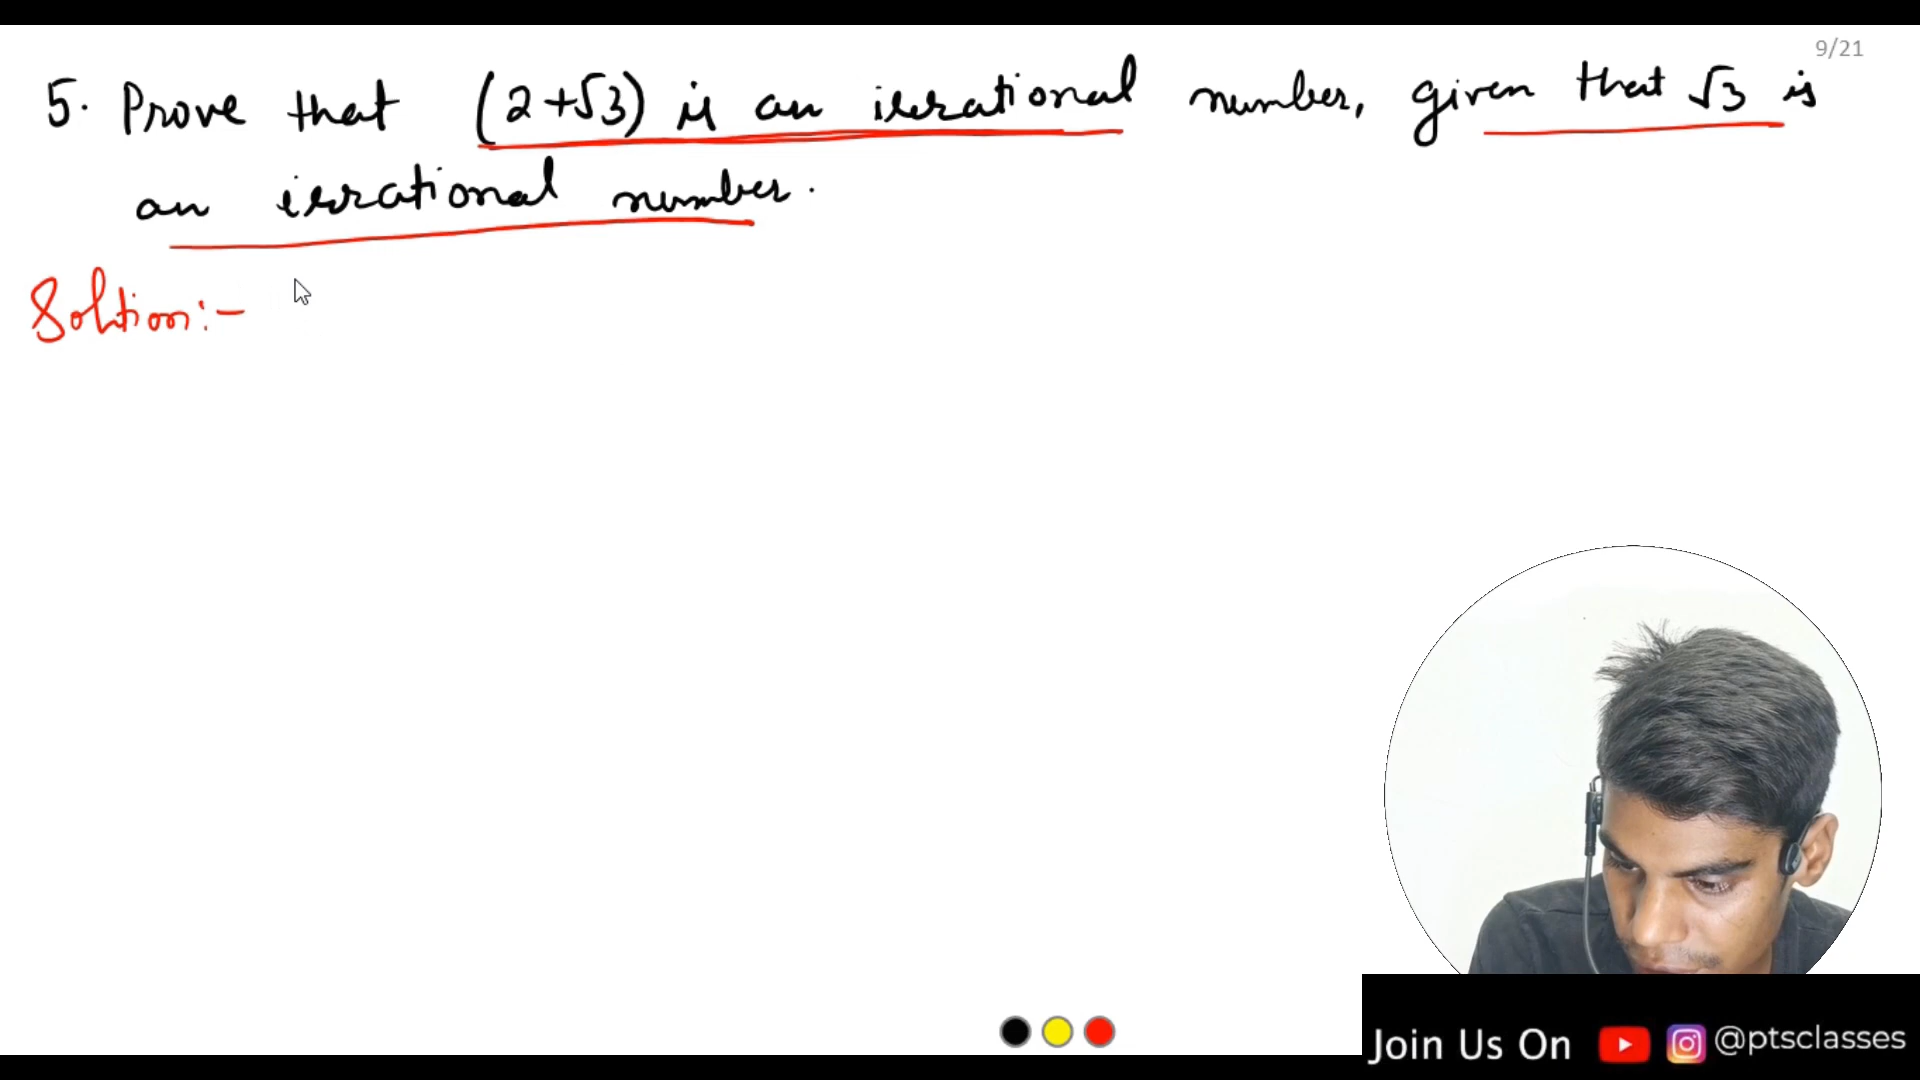 9/21
5. Prove that (2+√3) is an irrational number, given that √3 is
an irrational number.
Solution:-
Join Us On @ptsclasses